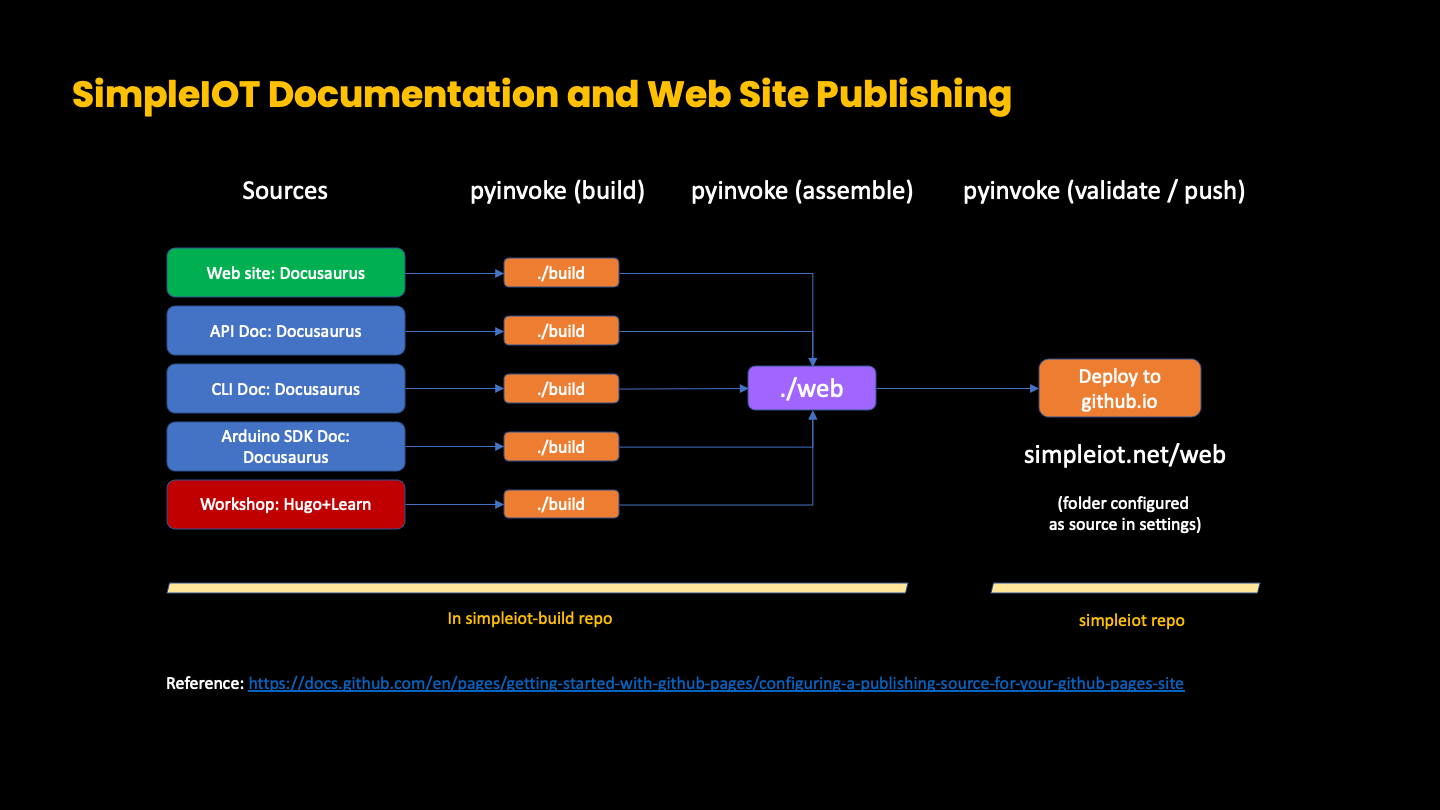 SimpleIOT Documentation and Web Site Publishing
Sources
pyinvoke (build)
pyinvoke (assemble)
pyinvoke (validate / push)
Web site: Docusaurus
./build
API Doc: Docusaurus
./build
CLI Doc: Docusaurus
./build
./web
Deploy to
github.io
Arduino SDK Doc:
Docusaurus
./build
simpleiot.net/web
Workshop: Hugo+Learn
./build
(folder configured
as source in settings)
In simpleiot-build repo
simpleiot repo
Reference: https://docs.github.com/en/pages/getting-started-with-github-pages/configuring-a-publishing-source-for-your-github-pages-site